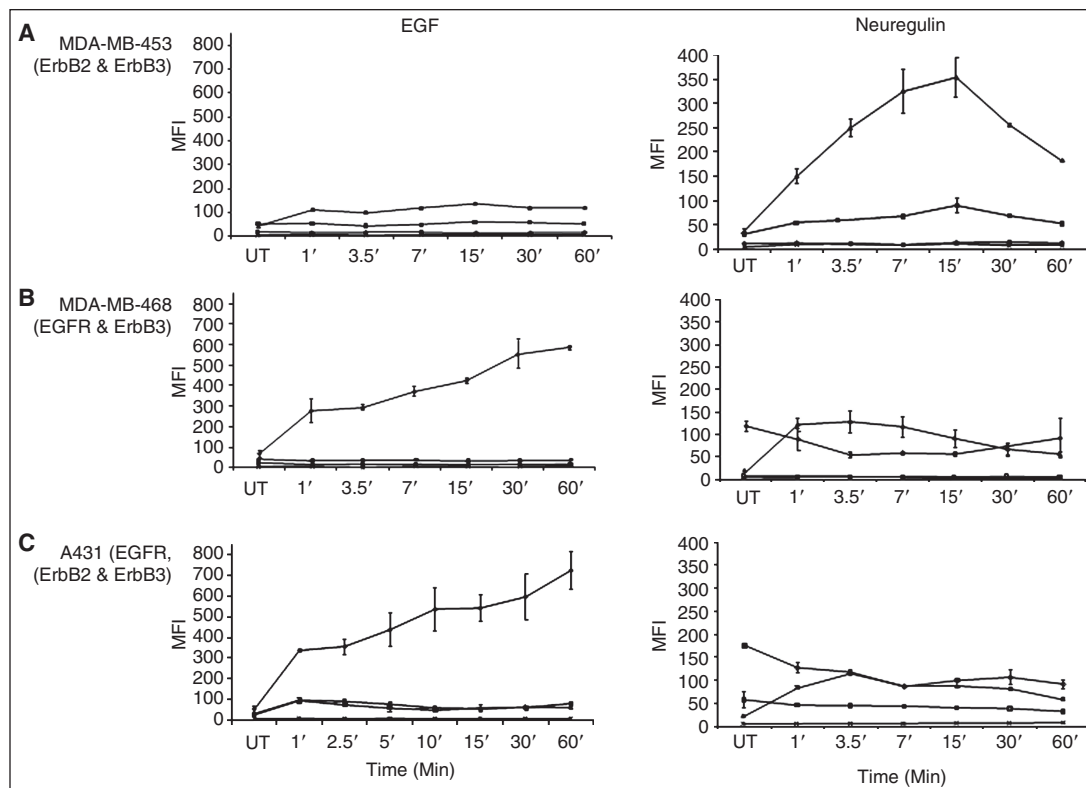 EGF
Neuregulin
A
MDA-MB-453
(ErbB2 & ErbB3)
MFI
800
700
600
500
400
300
200
100
0
UT 1′ 3.5′ 7′ 15′ 30′ 60′
MFI
400
350
300
250
200
150
100
50
0
UT 1′ 3.5′ 7′ 15′ 30′ 60′
B
MDA-MB-468
(EGFR & ErbB3)
MFI
800
700
600
500
400
300
200
100
0
UT 1′ 3.5′ 7′ 15′ 30′ 60′
MFI
400
350
300
250
200
150
100
50
0
UT 1′ 3.5′ 7′ 15′ 30′ 60′
C
A431 (EGFR,
(ErbB2 & ErbB3)
MFI
800
700
600
500
400
300
200
100
0
UT 1′ 2.5′ 5′ 10′ 15′ 30′ 60′
Time (Min)
MFI
400
350
300
250
200
150
100
50
0
UT 1′ 3.5′ 7′ 15′ 30′ 60′
Time (Min)